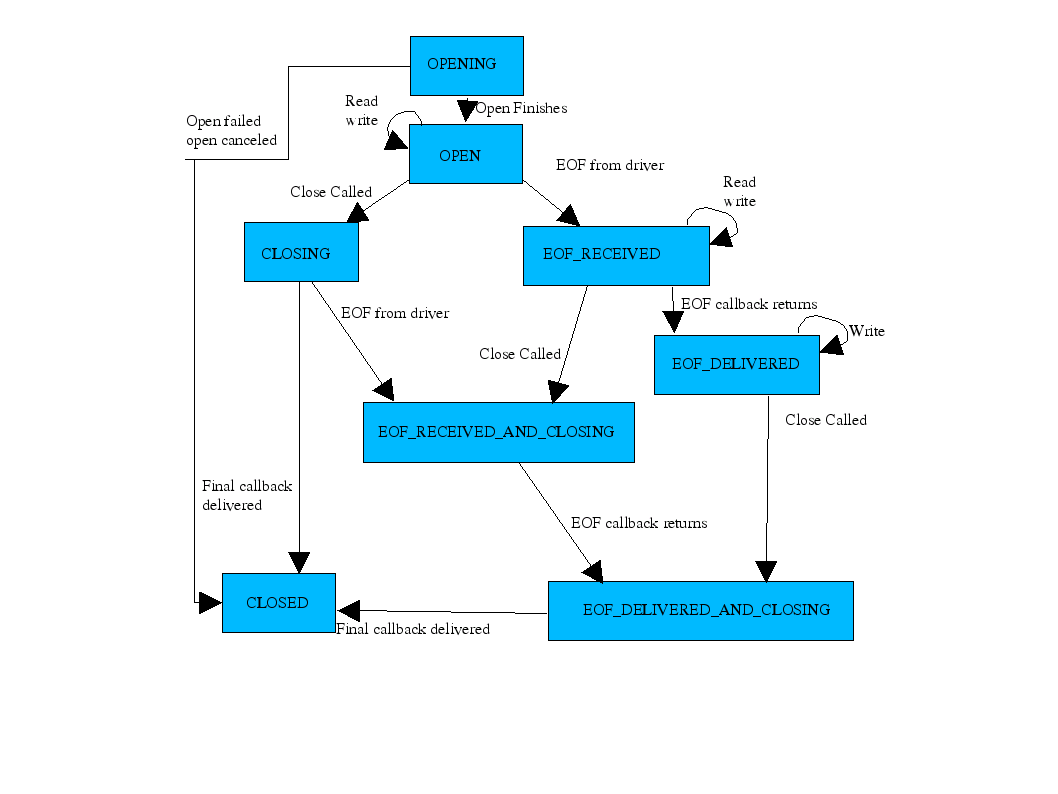 OPENING
Open Finishes
Read
write
Open failed
open canceled
OPEN
EOF from driver
Close Called
Read
write
CLOSING
EOF_RECEIVED
EOF from driver
EOF callback returns
Write
Close Called
EOF_DELIVERED
Close Called
EOF_RECEIVED_AND_CLOSING
Final callback
delivered
EOF callback returns
CLOSED
EOF_DELIVERED_AND_CLOSING
Final callback delivered